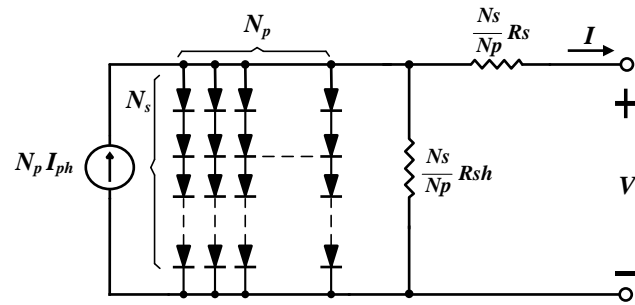 N_p
Ns/Np Rs
I
N_s
+
N_p I_ph
Ns/Np Rsh
V
−